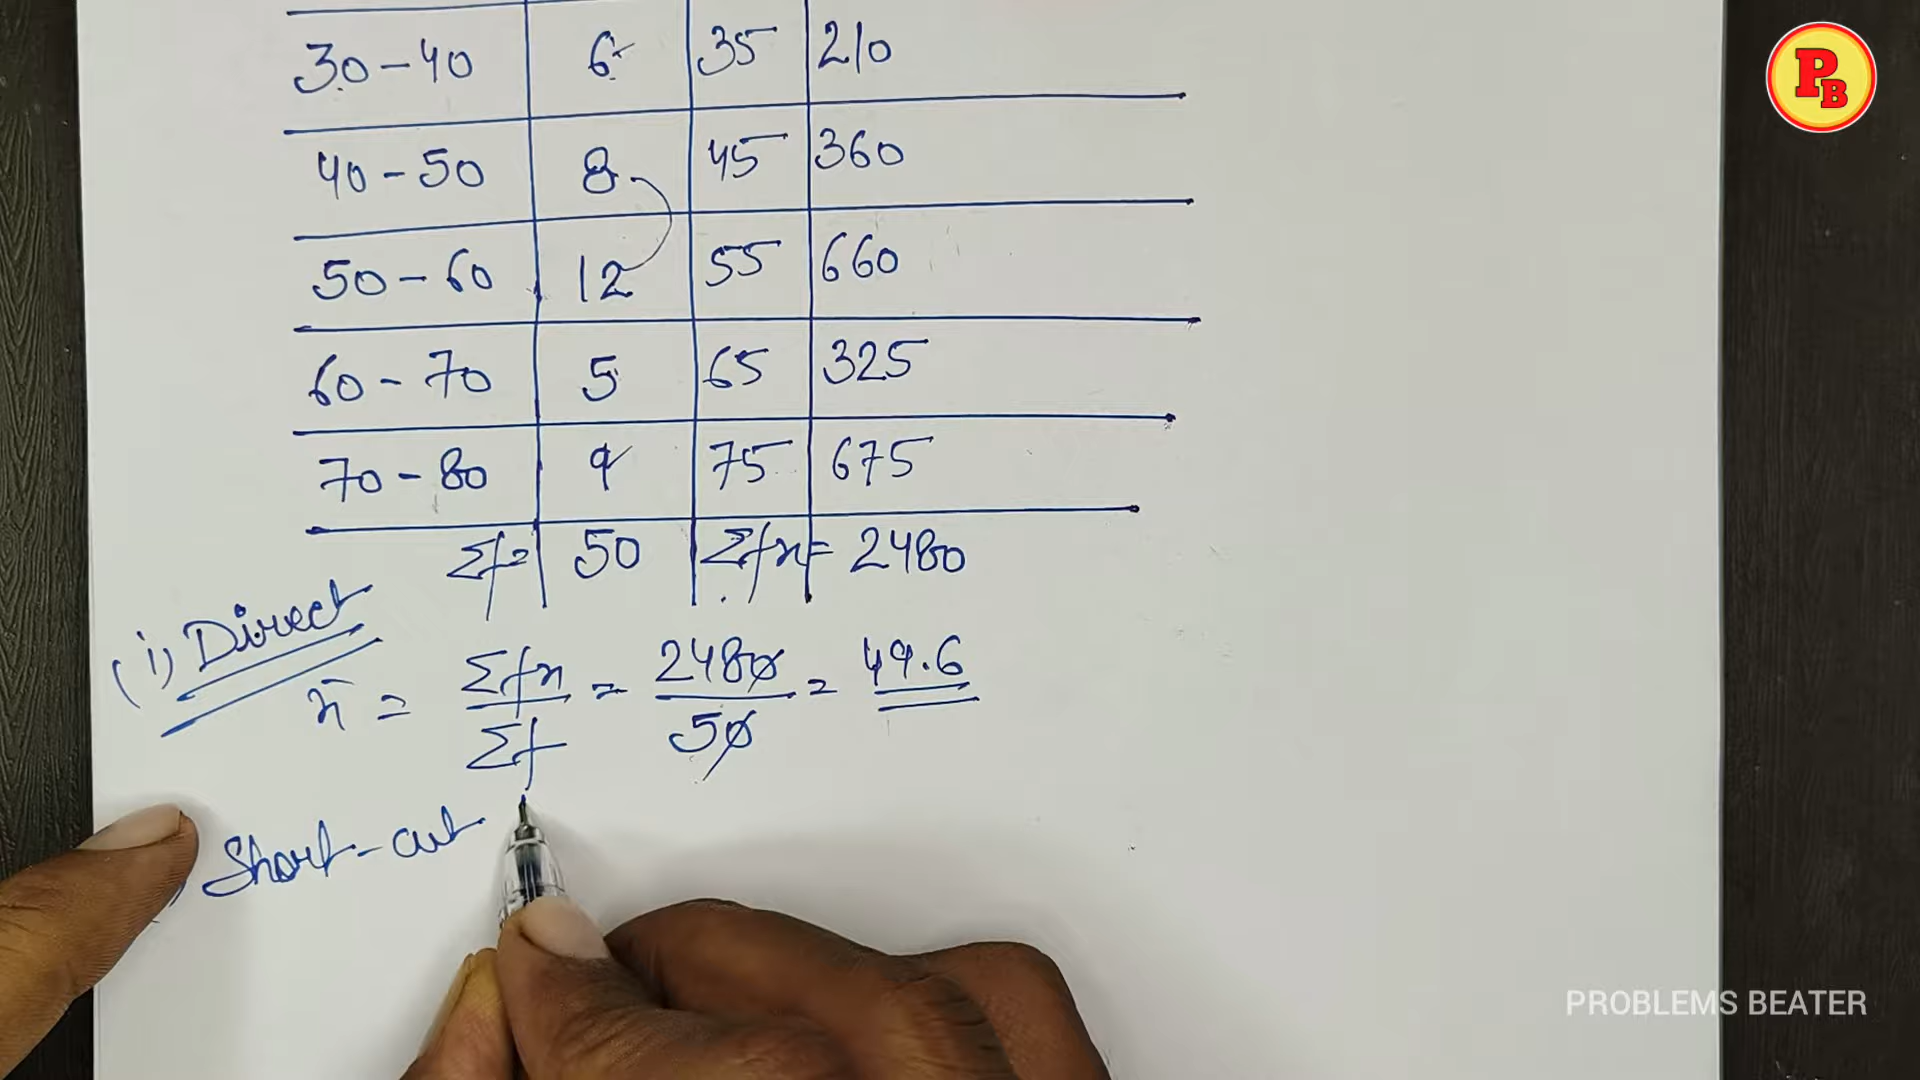 30-40 6 35 210
PB
40-50 8 45 360
50-60 12 55 660
60-70 5 65 325
70-80 9 75 675
Σf= 50 Σfx= 2480
(i) Direct
x̄ = Σfx/Σf = 2480/50 = 49.6
Short-cut
PROBLEMS BEATER